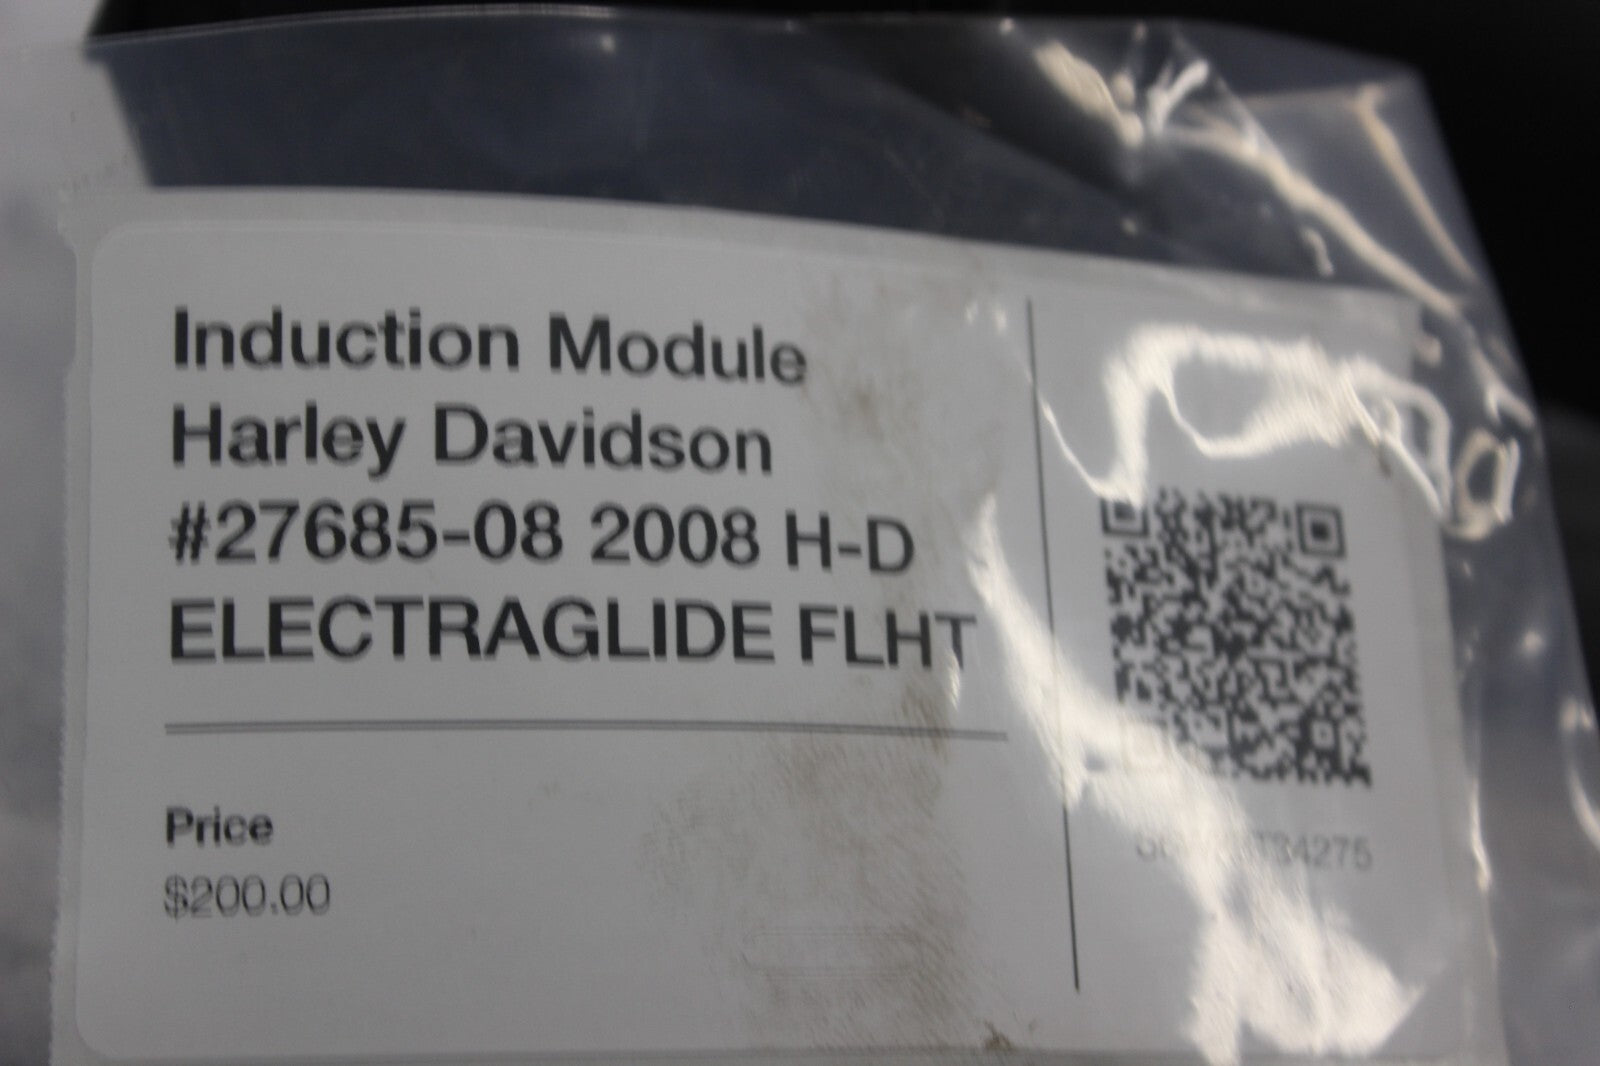 Induction Module
Harley Davidson
#27685-08 2008 H-D
ELECTRAGLIDE FLHT
Price
$200.00